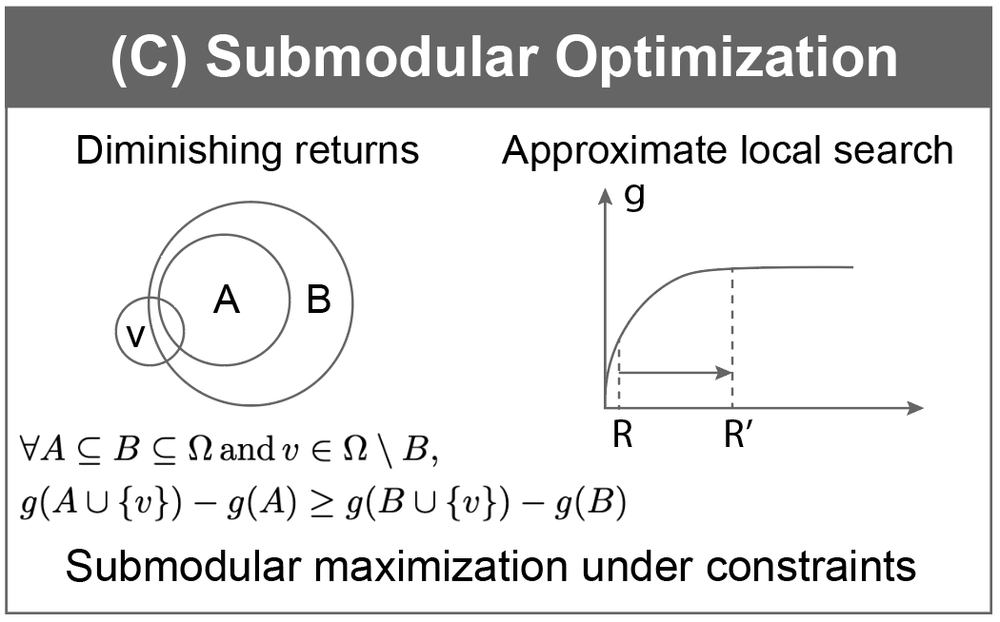 (C) Submodular Optimization
Diminishing returns
A
B
v
∀A ⊆ B ⊆ Ω and v ∈ Ω \ B,
g(A ∪ {v}) − g(A) ≥ g(B ∪ {v}) − g(B)
Approximate local search
g
R
R’
Submodular maximization under constraints